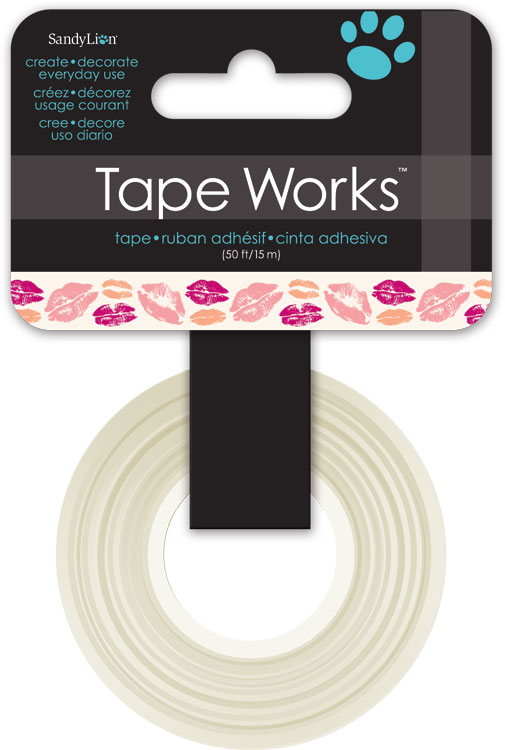 SandyLion®
create•decorate
everyday use
créez•décorez
usage courant
cree•decore
uso diario
Tape Works™
tape•ruban adhésif•cinta adhesiva
(50 ft/15 m)